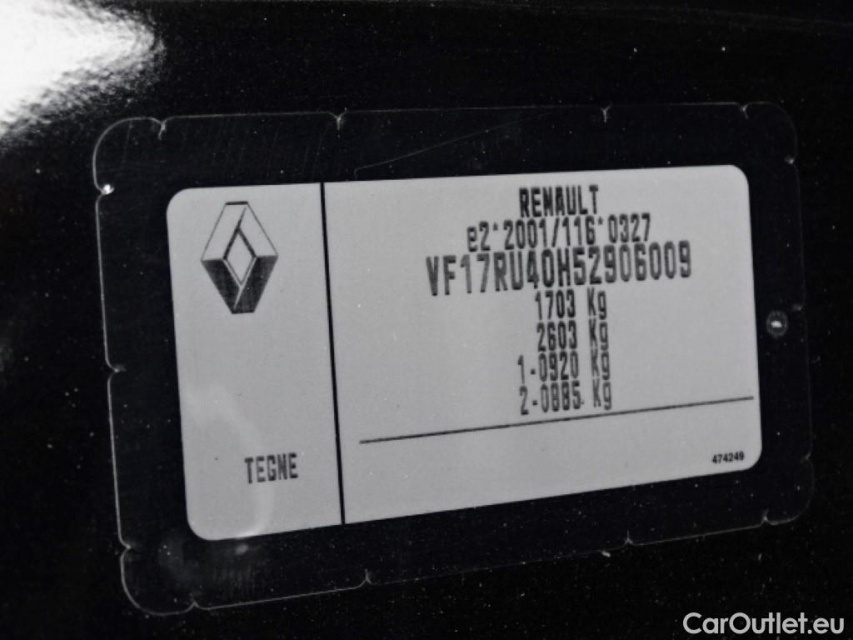 RENAULT
e2*2001/116*0327
VF17RU40H52906009
1703 Kg
2603 Kg
1-0920 Kg
2-0885 Kg
TEGNE
474249
CarOutlet.eu